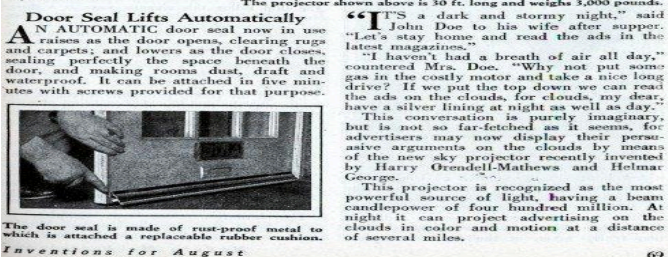 The projector shown above is 30 ft. long and weighs 3,000 pounds.
Door Seal Lifts Automatically
AN AUTOMATIC door seal now in use
raises as the door opens, clearing rugs
and carpets; and lowers as the door closes,
sealing perfectly the space beneath the
door, and making rooms dust, draft and
waterproof. It can be attached in five min-
utes with screws provided for that purpose.
The door seal is made of rust-proof metal to
which is attached a replaceable rubber cushion.
Inventions for August
“IT'S a dark and stormy night,” said
John Doe to his wife after supper.
“Let's stay home and read the ads in the
latest magazines.”
“I haven't had a breath of air all day,”
countered Mrs. Doe. “Why not put some
gas in the costly motor and take a nice long
drive? If we put the top down we can read
the ads on the clouds, for clouds, my dear,
have a silver lining at night as well as day.”
This conversation is purely imaginary,
but is not so far-fetched as it seems, for
advertisers may now display their persu-
asive arguments on the clouds by means
of the new sky projector recently invented
by Harry Orendell-Mathews and Helmar
George.
This projector is recognized as the most
powerful source of light, having a beam
candlepower of four hundred million. At
night it can project advertising on the
clouds in color and motion at a distance
of several miles.